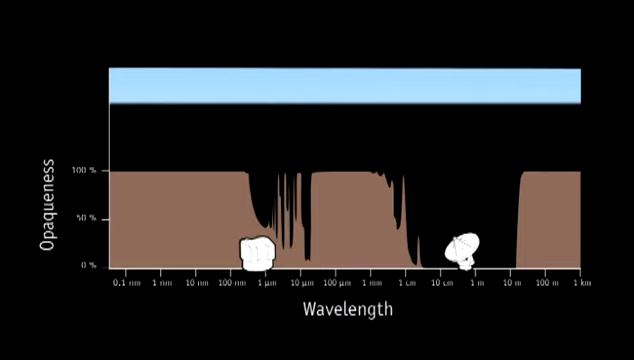 Opaqueness
100 %
50 %
0 %
0.1 nm 1 nm 10 nm 100 nm 1 µm 10 µm 100 µm 1 mm 1 cm 10 cm 1 m 10 m 100 m 1 km
Wavelength